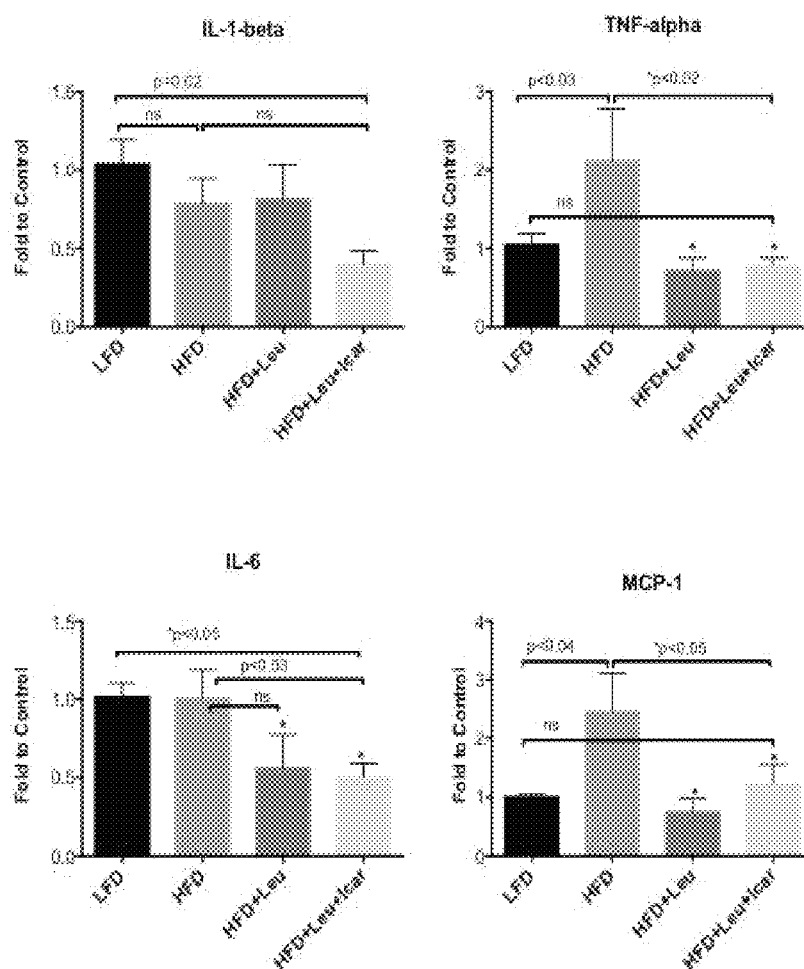 IL-1-beta
p=0.02
ns
ns
Fold to Control
1.5
1.0
0.5
0.0
LFD
HFD
HFD+Leu
HFD+Leu+Icar
TNF-alpha
p<0.03
*p<0.02
ns
*
*
Fold to Control
3
2
1
0
LFD
HFD
HFD+Leu
HFD+Leu+Icar
IL-6
*p<0.05
p<0.03
ns
*
*
Fold to Control
1.5
1.0
0.5
0.0
LFD
HFD
HFD+Leu
HFD+Leu+Icar
MCP-1
p<0.04
*p<0.05
ns
*
*
Fold to Control
4
3
2
1
0
LFD
HFD
HFD+Leu
HFD+Leu+Icar